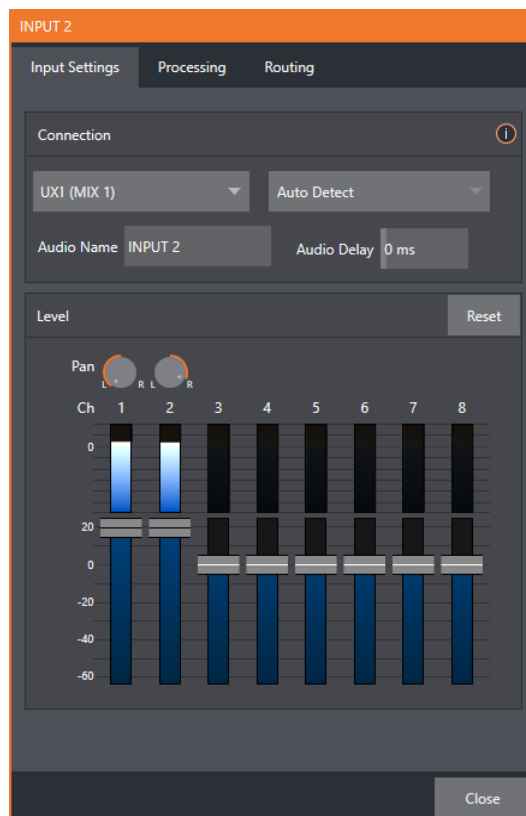 INPUT 2
Input Settings Processing Routing
Connection i
UX1 (MIX 1) Auto Detect
Audio Name INPUT 2 Audio Delay 0 ms
Level Reset
Pan
L R L R
Ch 1 2 3 4 5 6 7 8
0
20
0
-20
-40
-60
Close